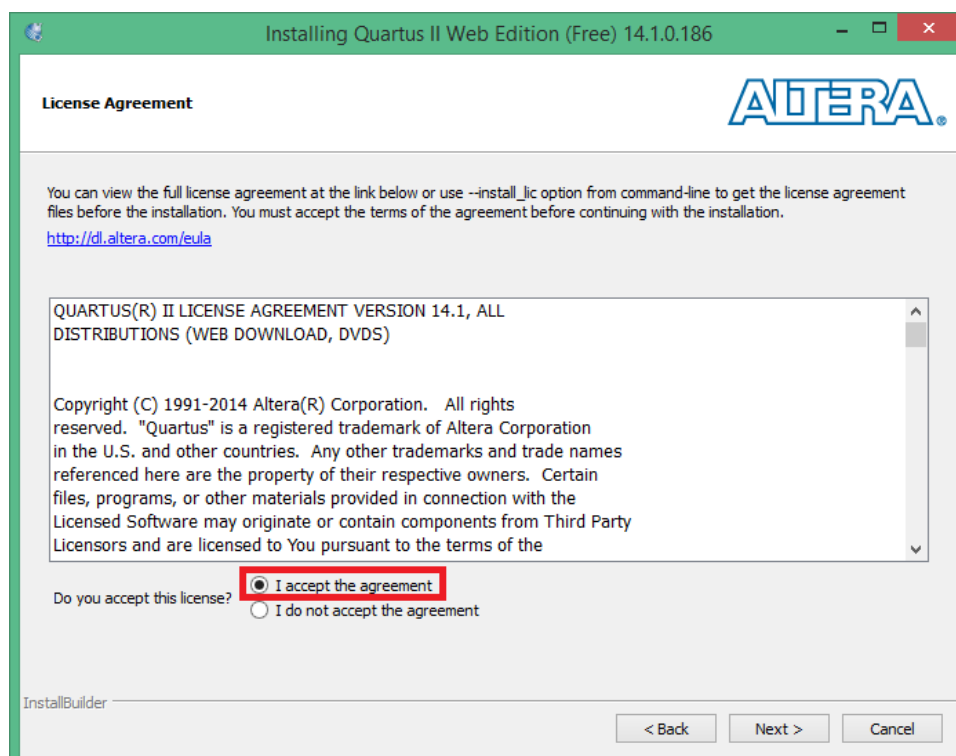 Installing Quartus II Web Edition (Free) 14.1.0.186
License Agreement
ALTERA®
You can view the full license agreement at the link below or use --install_lic option from command-line to get the license agreement
files before the installation. You must accept the terms of the agreement before continuing with the installation.
http://dl.altera.com/eula
QUARTUS(R) II LICENSE AGREEMENT VERSION 14.1, ALL
DISTRIBUTIONS (WEB DOWNLOAD, DVDS)
Copyright (C) 1991-2014 Altera(R) Corporation.   All rights
reserved.  "Quartus" is a registered trademark of Altera Corporation
in the U.S. and other countries.  Any other trademarks and trade names
referenced here are the property of their respective owners.  Certain
files, programs, or other materials provided in connection with the
Licensed Software may originate or contain components from Third Party
Licensors and are licensed to You pursuant to the terms of the
Do you accept this license?
I accept the agreement
I do not accept the agreement
InstallBuilder
< Back
Next >
Cancel